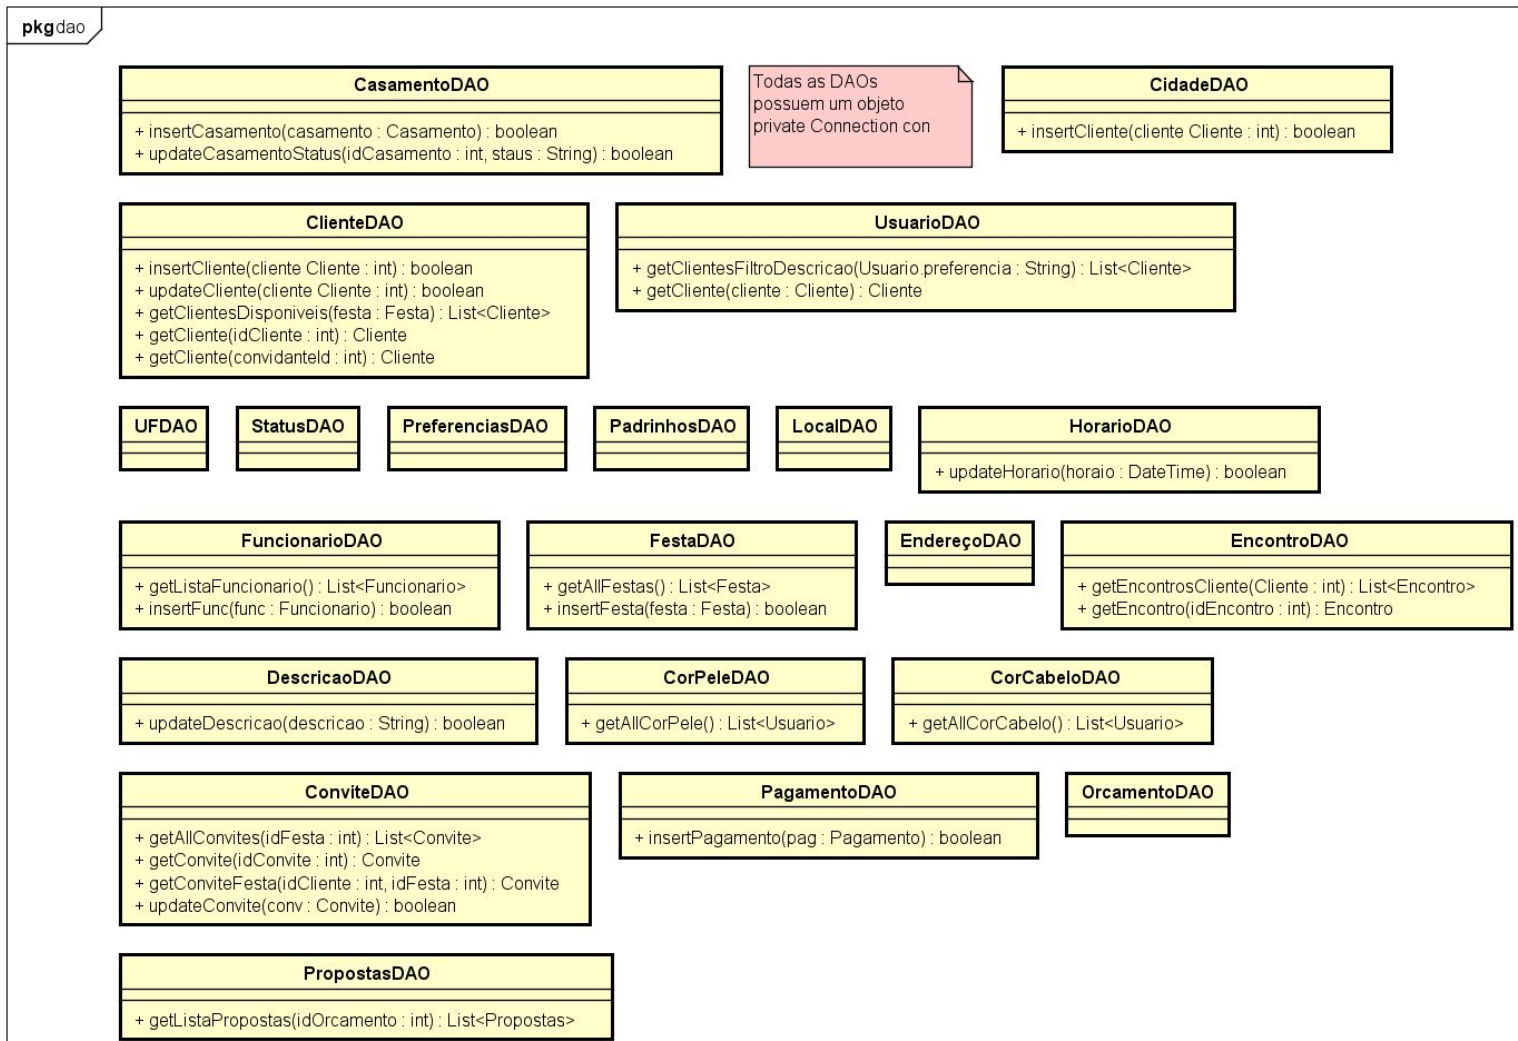 pkg dao
CasamentoDAO
+ insertCasamento(casamento : Casamento) : boolean
+ updateCasamentoStatus(idCasamento : int, staus : String) : boolean
Todas as DAOs
possuem um objeto
private Connection con
CidadeDAO
+ insertCliente(cliente Cliente : int) : boolean
ClienteDAO
+ insertCliente(cliente Cliente : int) : boolean
+ updateCliente(cliente Cliente : int) : boolean
+ getClientesDisponiveis(festa : Festa) : List<Cliente>
+ getCliente(idCliente : int) : Cliente
+ getCliente(convidanteId : int) : Cliente
UsuarioDAO
+ getClientesFiltroDescricao(Usuario.preferencia : String) : List<Cliente>
+ getCliente(cliente : Cliente) : Cliente
UFDAO
StatusDAO
PreferenciasDAO
PadrinhosDAO
LocalDAO
HorarioDAO
+ updateHorario(horaio : DateTime) : boolean
FuncionarioDAO
+ getListaFuncionario() : List<Funcionario>
+ insertFunc(func : Funcionario) : boolean
FestaDAO
+ getAllFestas() : List<Festa>
+ insertFesta(festa : Festa) : boolean
EndereçoDAO
EncontroDAO
+ getEncontrosCliente(Cliente : int) : List<Encontro>
+ getEncontro(idEncontro : int) : Encontro
DescricaoDAO
+ updateDescricao(descricao : String) : boolean
CorPeleDAO
+ getAllCorPele() : List<Usuario>
CorCabeloDAO
+ getAllCorCabelo() : List<Usuario>
ConviteDAO
+ getAllConvites(idFesta : int) : List<Convite>
+ getConvite(idConvite : int) : Convite
+ getConviteFesta(idCliente : int, idFesta : int) : Convite
+ updateConvite(conv : Convite) : boolean
PagamentoDAO
+ insertPagamento(pag : Pagamento) : boolean
OrcamentoDAO
PropostasDAO
+ getListaPropostas(idOrcamento : int) : List<Propostas>